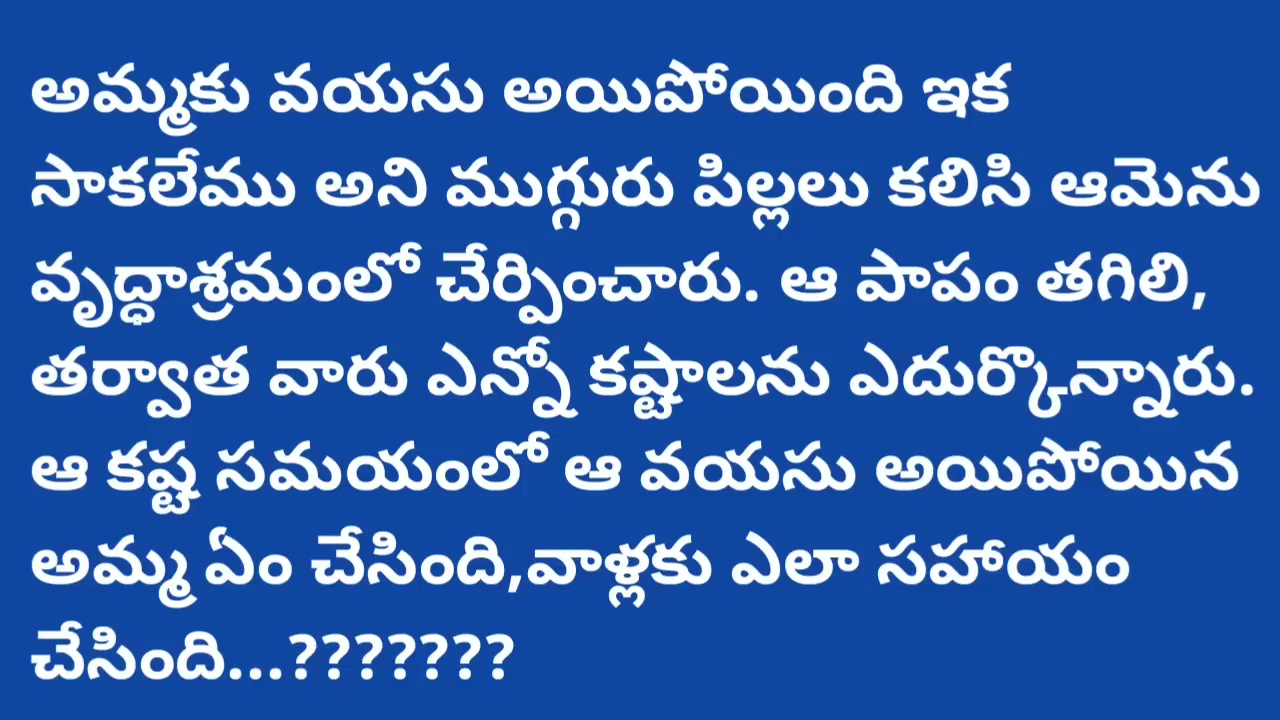 అమ్మకు వయసు అయిపోయింది ఇక
సాకలేము అని ముగ్గురు పిల్లలు కలిసి ఆమెను
వృద్ధాశ్రమంలో చేర్పించారు. ఆ పాపం తగిలి,
తర్వాత వారు ఎన్నో కష్టాలను ఎదుర్కొన్నారు.
ఆ కష్ట సమయంలో ఆ వయసు అయిపోయిన
అమ్మ ఏం చేసింది,వాళ్లకు ఎలా సహాయం
చేసింది...???????